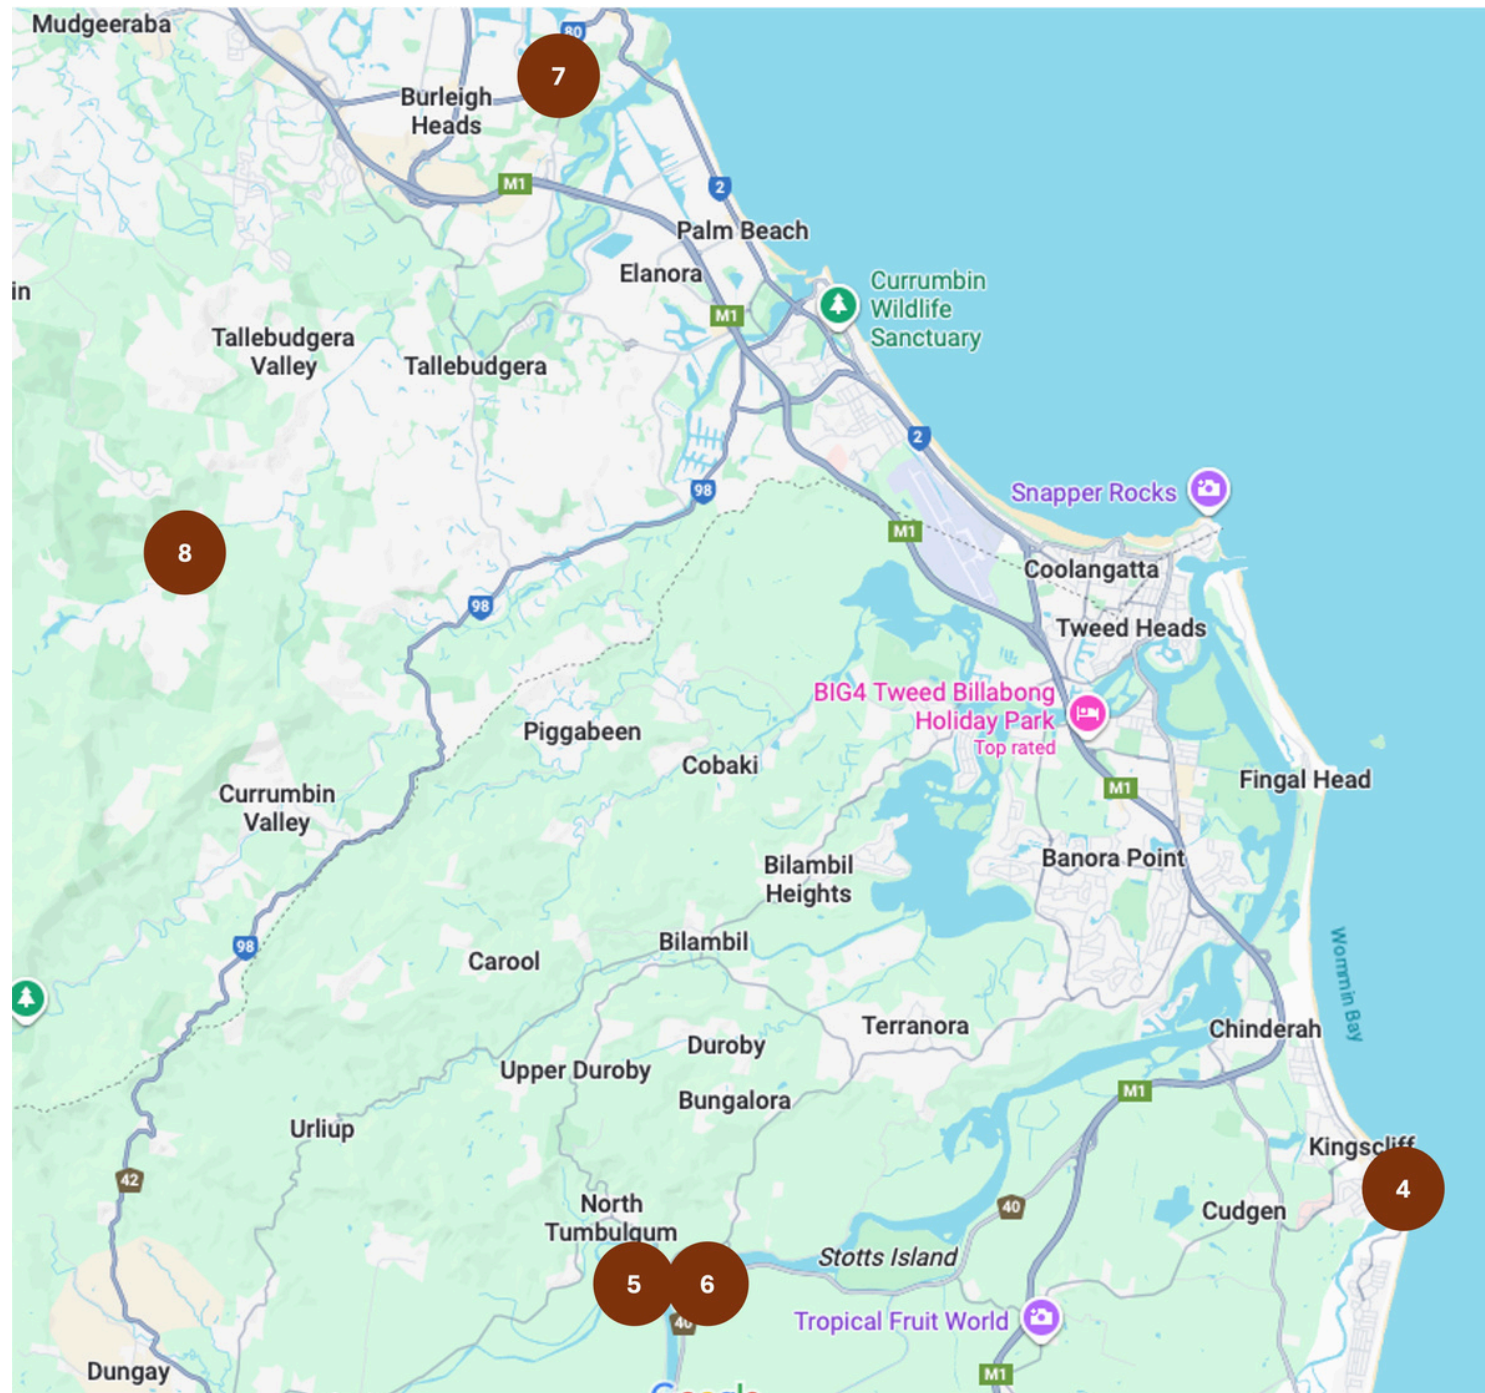 Mudgeeraba
80
7
Burleigh
Heads
M1
2
Palm Beach
Elanora
in
Currumbin
Wildlife
Sanctuary
M1
Tallebudgera
Valley
Tallebudgera
2
98
Snapper Rocks
M1
8
Coolangatta
98
Tweed Heads
BIG4 Tweed Billabong
Holiday Park
Top rated
Piggabeen
Cobaki
Fingal Head
M1
Currumbin
Valley
Banora Point
Bilambil
Heights
98
Bilambil
Carool
Wommin Bay
Terranora
Chinderah
Duroby
Upper Duroby
M1
Bungalora
Urliup
Kingscliff
42
4
North
Tumbulgum
40
Cudgen
Stotts Island
5
6
40
Tropical Fruit World
Dungay
M1
Google